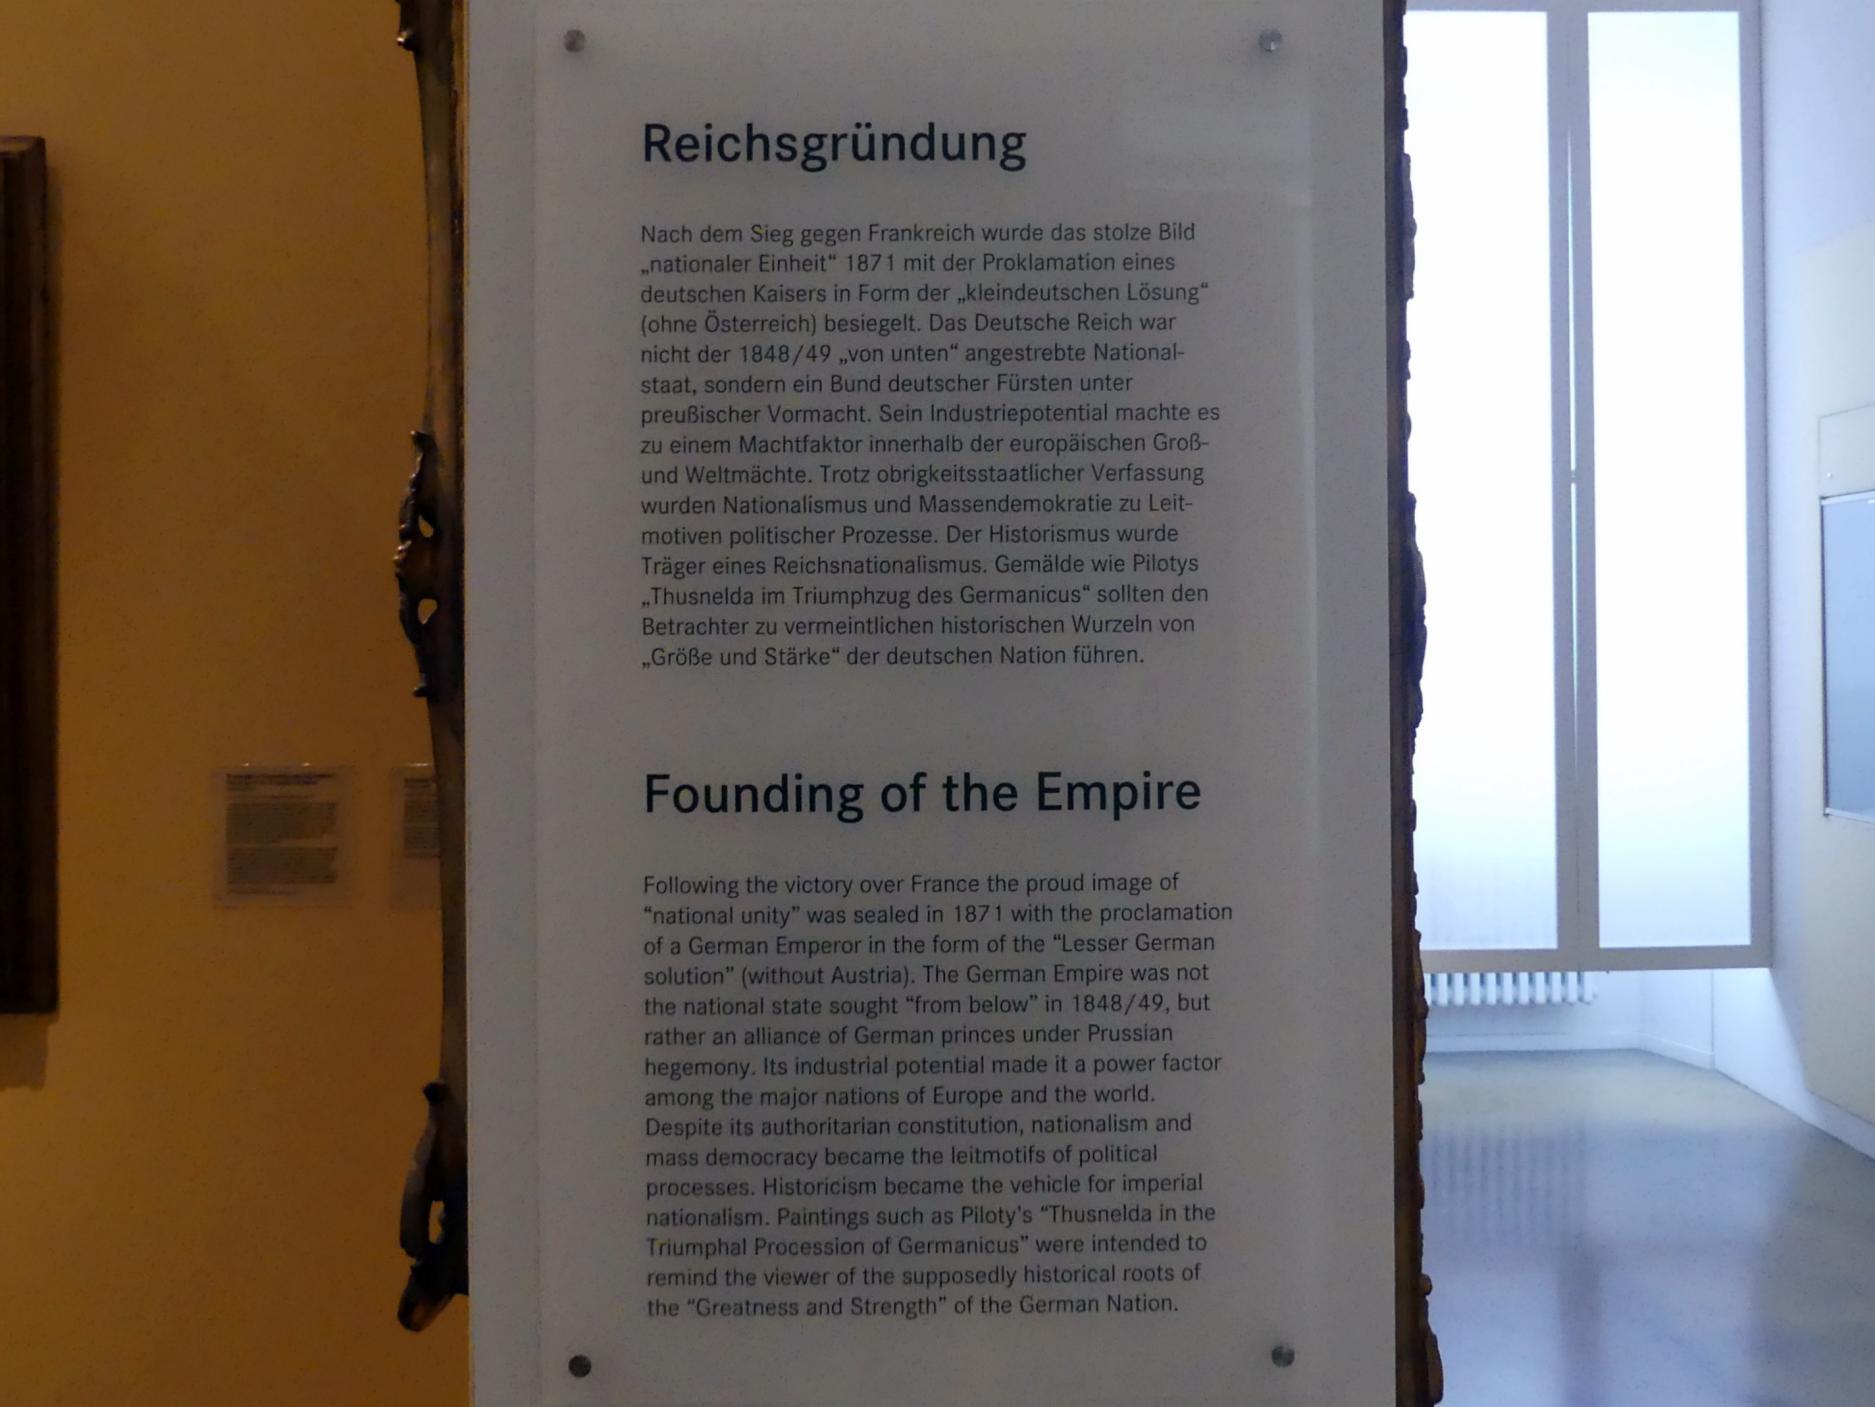 Reichsgründung
Nach dem Sieg gegen Frankreich wurde das stolze Bild
„nationaler Einheit“ 1871 mit der Proklamation eines
deutschen Kaisers in Form der „kleindeutschen Lösung“
(ohne Österreich) besiegelt. Das Deutsche Reich war
nicht der 1848/49 „von unten“ angestrebte National-
staat, sondern ein Bund deutscher Fürsten unter
preußischer Vormacht. Sein Industriepotential machte es
zu einem Machtfaktor innerhalb der europäischen Groß-
und Weltmächte. Trotz obrigkeitsstaatlicher Verfassung
wurden Nationalismus und Massendemokratie zu Leit-
motiven politischer Prozesse. Der Historismus wurde
Träger eines Reichsnationalismus. Gemälde wie Pilotys
„Thusnelda im Triumphzug des Germanicus“ sollten den
Betrachter zu vermeintlichen historischen Wurzeln von
„Größe und Stärke“ der deutschen Nation führen.
Founding of the Empire
Following the victory over France the proud image of
“national unity” was sealed in 1871 with the proclamation
of a German Emperor in the form of the “Lesser German
solution” (without Austria). The German Empire was not
the national state sought “from below” in 1848/49, but
rather an alliance of German princes under Prussian
hegemony. Its industrial potential made it a power factor
among the major nations of Europe and the world.
Despite its authoritarian constitution, nationalism and
mass democracy became the leitmotifs of political
processes. Historicism became the vehicle for imperial
nationalism. Paintings such as Piloty's “Thusnelda in the
Triumphal Procession of Germanicus” were intended to
remind the viewer of the supposedly historical roots of
the “Greatness and Strength” of the German Nation.